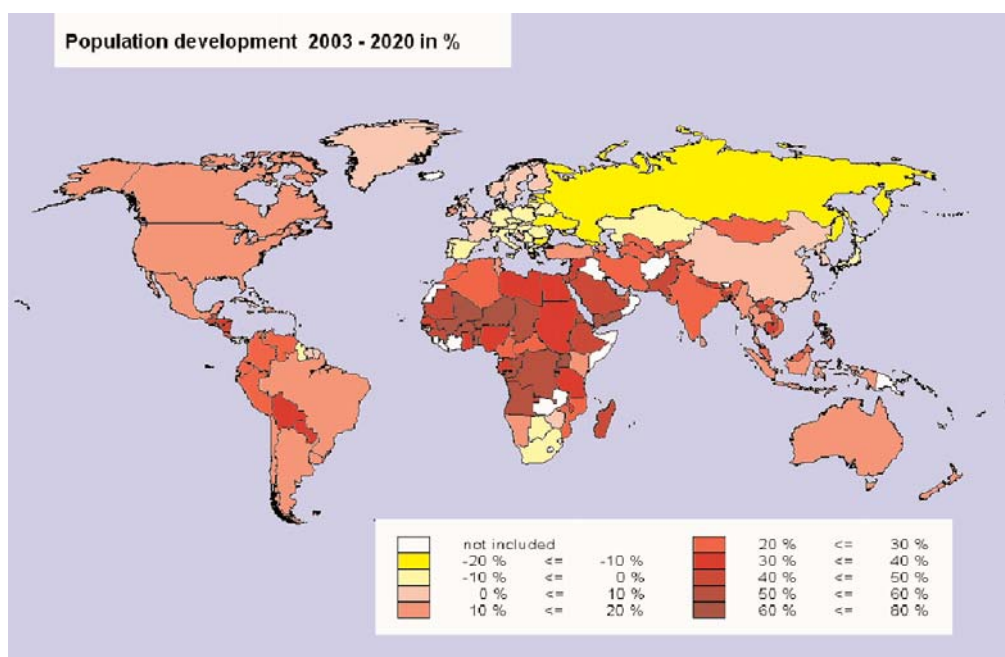 Population development 2003 - 2020 in %
not included
-20 % <= -10 %
-10 % <= 0 %
0 % <= 10 %
10 % <= 20 %
20 % <= 30 %
30 % <= 40 %
40 % <= 50 %
50 % <= 60 %
60 % <= 80 %